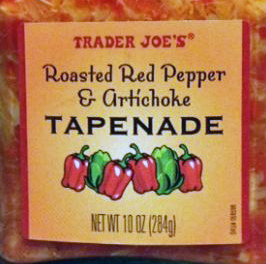 TRADER JOE'S®
Roasted Red Pepper
& Artichoke
TAPENADE
NET WT 10 OZ (284g)